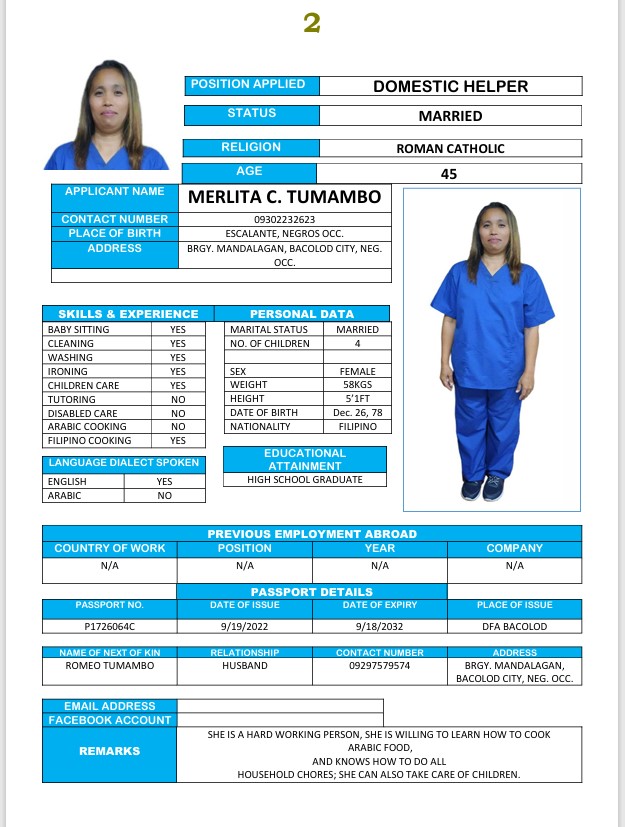 2
POSITION APPLIED DOMESTIC HELPER
STATUS MARRIED
RELIGION ROMAN CATHOLIC
AGE 45
APPLICANT NAME MERLITA C. TUMAMBO
CONTACT NUMBER 09302232623
PLACE OF BIRTH ESCALANTE, NEGROS OCC.
ADDRESS BRGY. MANDALAGAN, BACOLOD CITY, NEG.
OCC.
SKILLS & EXPERIENCE
BABY SITTING YES
CLEANING YES
WASHING YES
IRONING YES
CHILDREN CARE YES
TUTORING NO
DISABLED CARE NO
ARABIC COOKING NO
FILIPINO COOKING YES
LANGUAGE DIALECT SPOKEN
ENGLISH YES
ARABIC NO
PERSONAL DATA
MARITAL STATUS MARRIED
NO. OF CHILDREN 4
SEX FEMALE
WEIGHT 58KGS
HEIGHT 5'1FT
DATE OF BIRTH Dec. 26, 78
NATIONALITY FILIPINO
EDUCATIONAL
ATTAINMENT
HIGH SCHOOL GRADUATE
PREVIOUS EMPLOYMENT ABROAD
COUNTRY OF WORK POSITION YEAR COMPANY
N/A N/A N/A N/A
PASSPORT DETAILS
PASSPORT NO. DATE OF ISSUE DATE OF EXPIRY PLACE OF ISSUE
P1726064C 9/19/2022 9/18/2032 DFA BACOLOD
NAME OF NEXT OF KIN RELATIONSHIP CONTACT NUMBER ADDRESS
ROMEO TUMAMBO HUSBAND 09297579574 BRGY. MANDALAGAN,
BACOLOD CITY, NEG. OCC.
EMAIL ADDRESS
FACEBOOK ACCOUNT
REMARKS
SHE IS A HARD WORKING PERSON, SHE IS WILLING TO LEARN HOW TO COOK
ARABIC FOOD,
AND KNOWS HOW TO DO ALL
HOUSEHOLD CHORES; SHE CAN ALSO TAKE CARE OF CHILDREN.